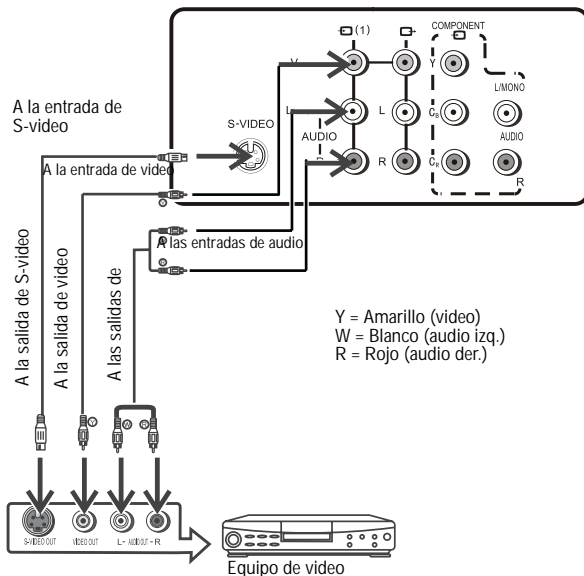 (1)
COMPONENT
V
Y
L/MONO
A la entrada de
S-video
S-VIDEO
L
AUDIO
L
CB
AUDIO
R
CR
R
A la entrada de video
Y
W
A las entradas de audio
R
A la salida de S-video
A la salida de video
A las salidas de
Y = Amarillo (video)
W = Blanco (audio izq.)
R = Rojo (audio der.)
Y
W
R
S-VIDEO OUT
VIDEO OUT
L - AUDIO OUT - R
Equipo de video